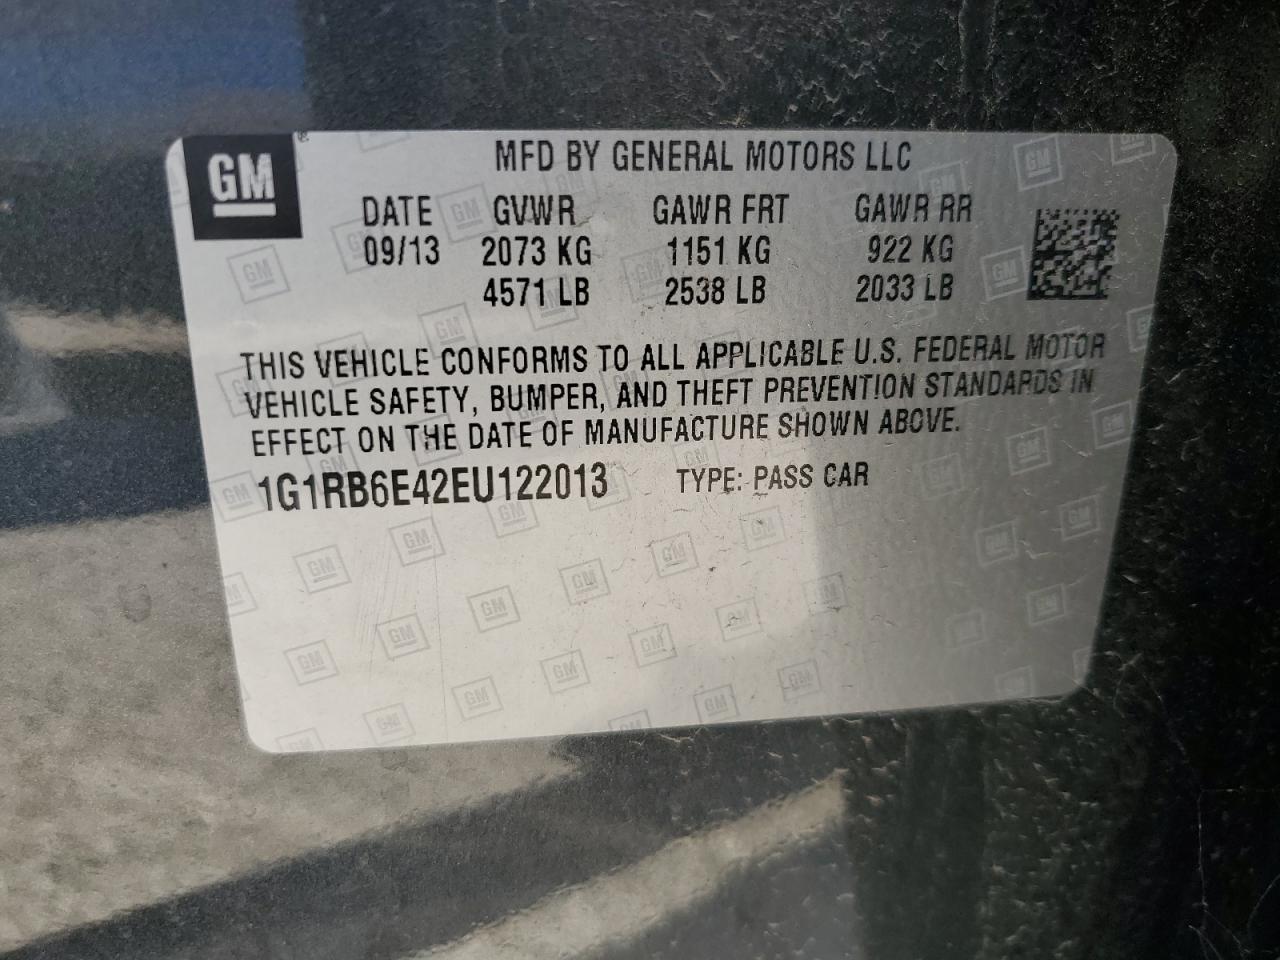 GM ®
MFD BY GENERAL MOTORS LLC
DATE GVWR GAWR FRT GAWR RR
09/13 2073 KG 1151 KG 922 KG
4571 LB 2538 LB 2033 LB
THIS VEHICLE CONFORMS TO ALL APPLICABLE U.S. FEDERAL MOTOR
VEHICLE SAFETY, BUMPER, AND THEFT PREVENTION STANDARDS IN
EFFECT ON THE DATE OF MANUFACTURE SHOWN ABOVE.
1G1RB6E42EU122013 TYPE: PASS CAR